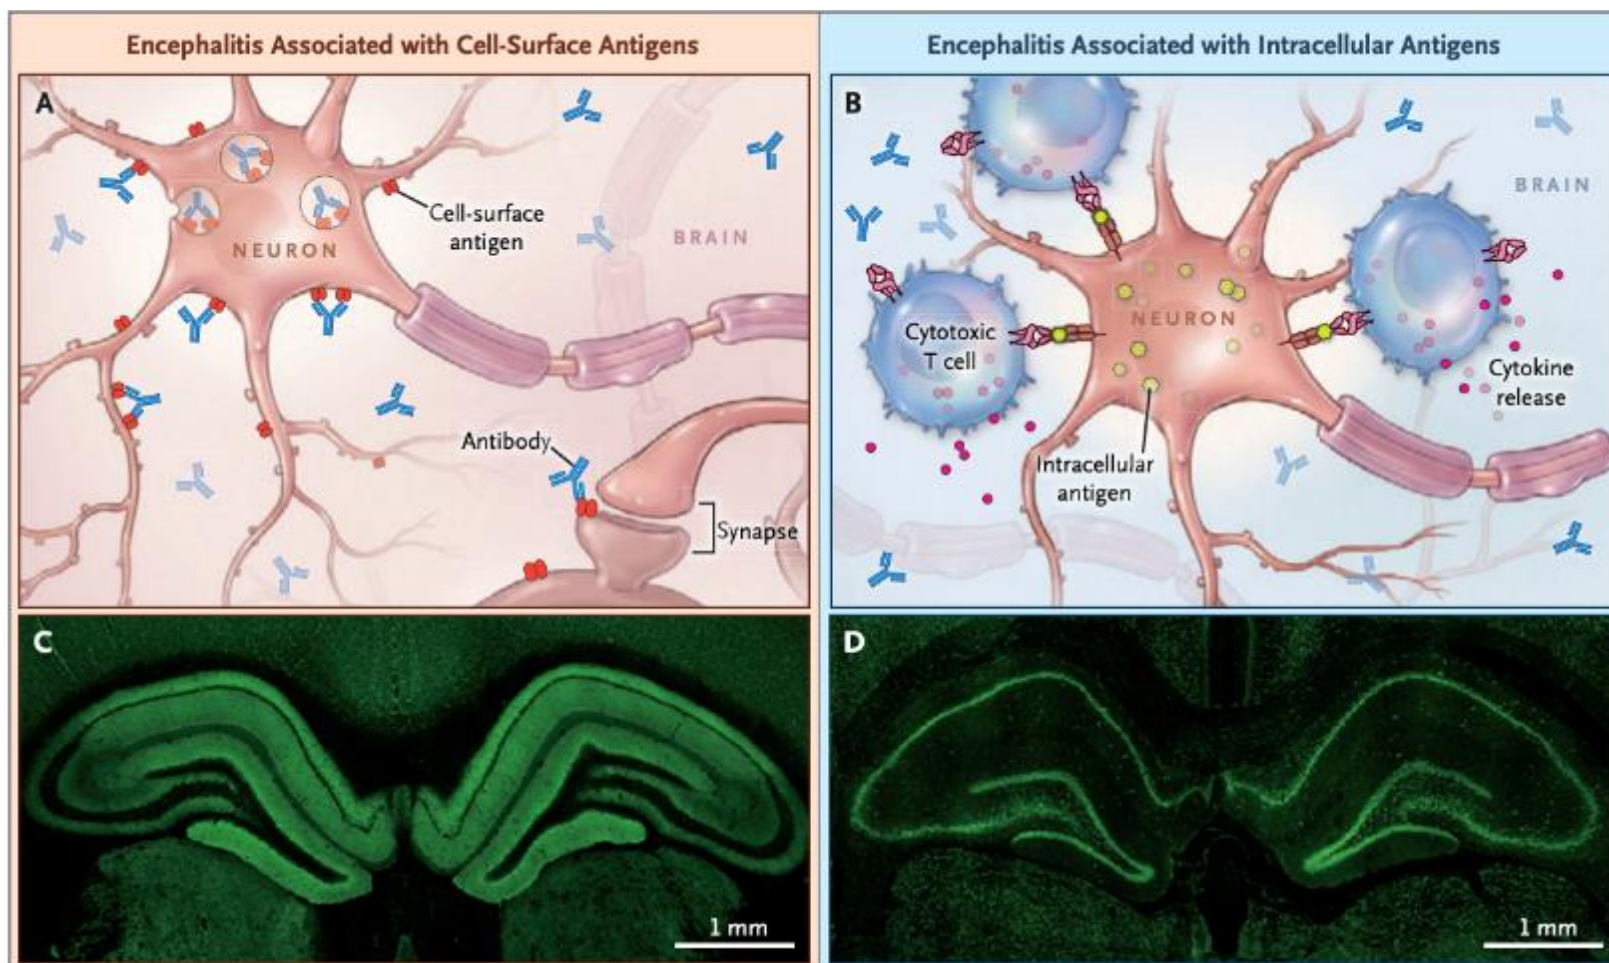 Encephalitis Associated with Cell-Surface Antigens
A
NEURON
Cell-surface
antigen
BRAIN
Antibody
Synapse
Encephalitis Associated with Intracellular Antigens
B
BRAIN
NEURON
Cytotoxic
T cell
Cytokine
release
Intracellular
antigen
C
1 mm
D
1 mm